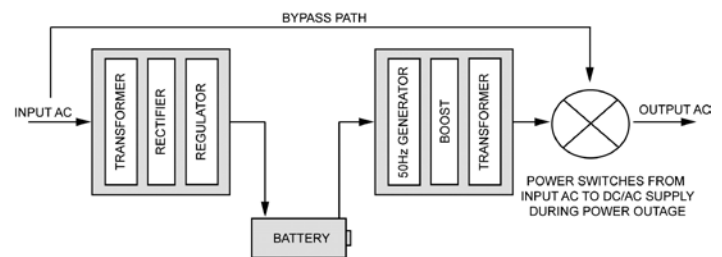 BYPASS PATH
INPUT AC
TRANSFORMER
RECTIFIER
REGULATOR
BATTERY
50Hz GENERATOR
BOOST
TRANSFORMER
OUTPUT AC
POWER SWITCHES FROM
INPUT AC TO DC/AC SUPPLY
DURING POWER OUTAGE